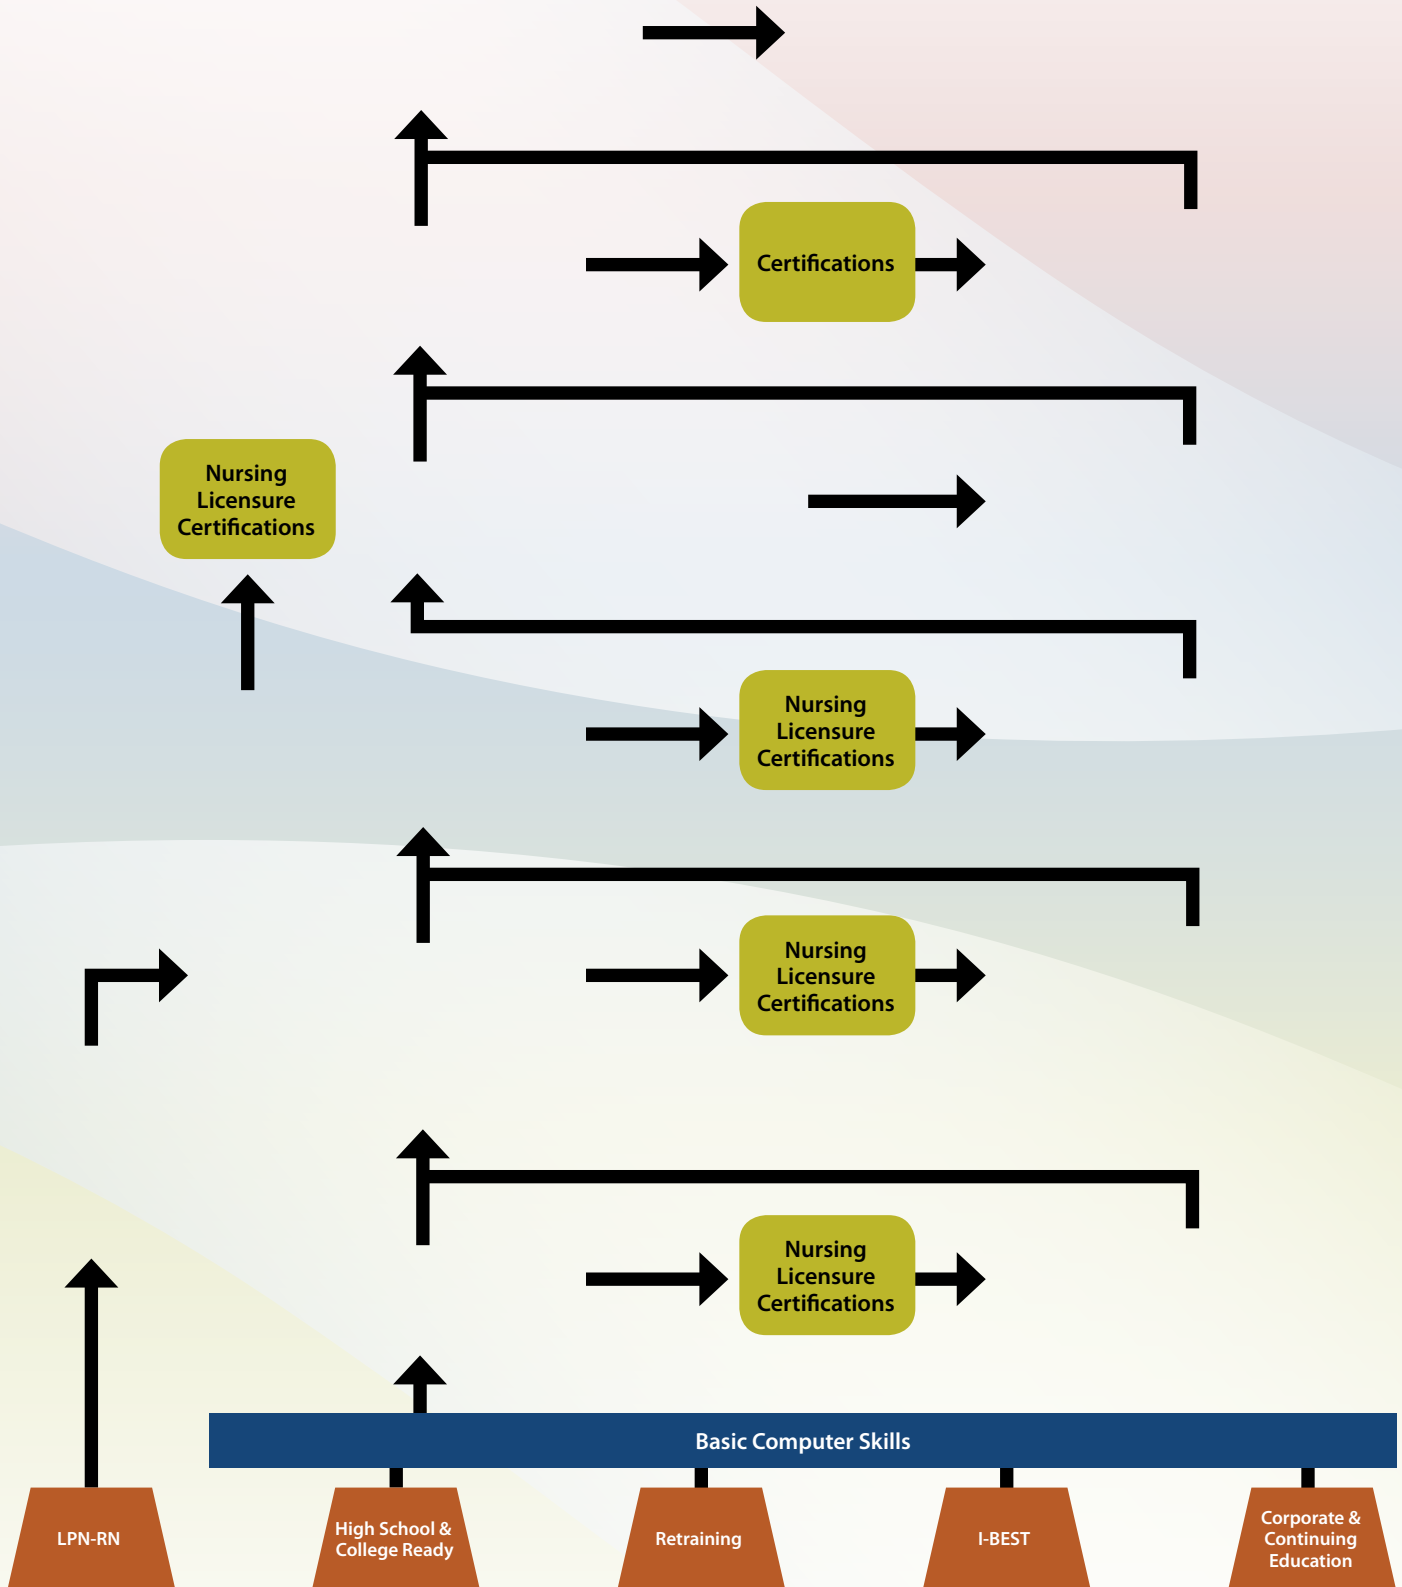 Certifications
Nursing
Licensure
Certifications
Nursing
Licensure
Certifications
Nursing
Licensure
Certifications
Nursing
Licensure
Certifications
Basic Computer Skills
LPN-RN
High School &
College Ready
Retraining
I-BEST
Corporate &
Continuing
Education